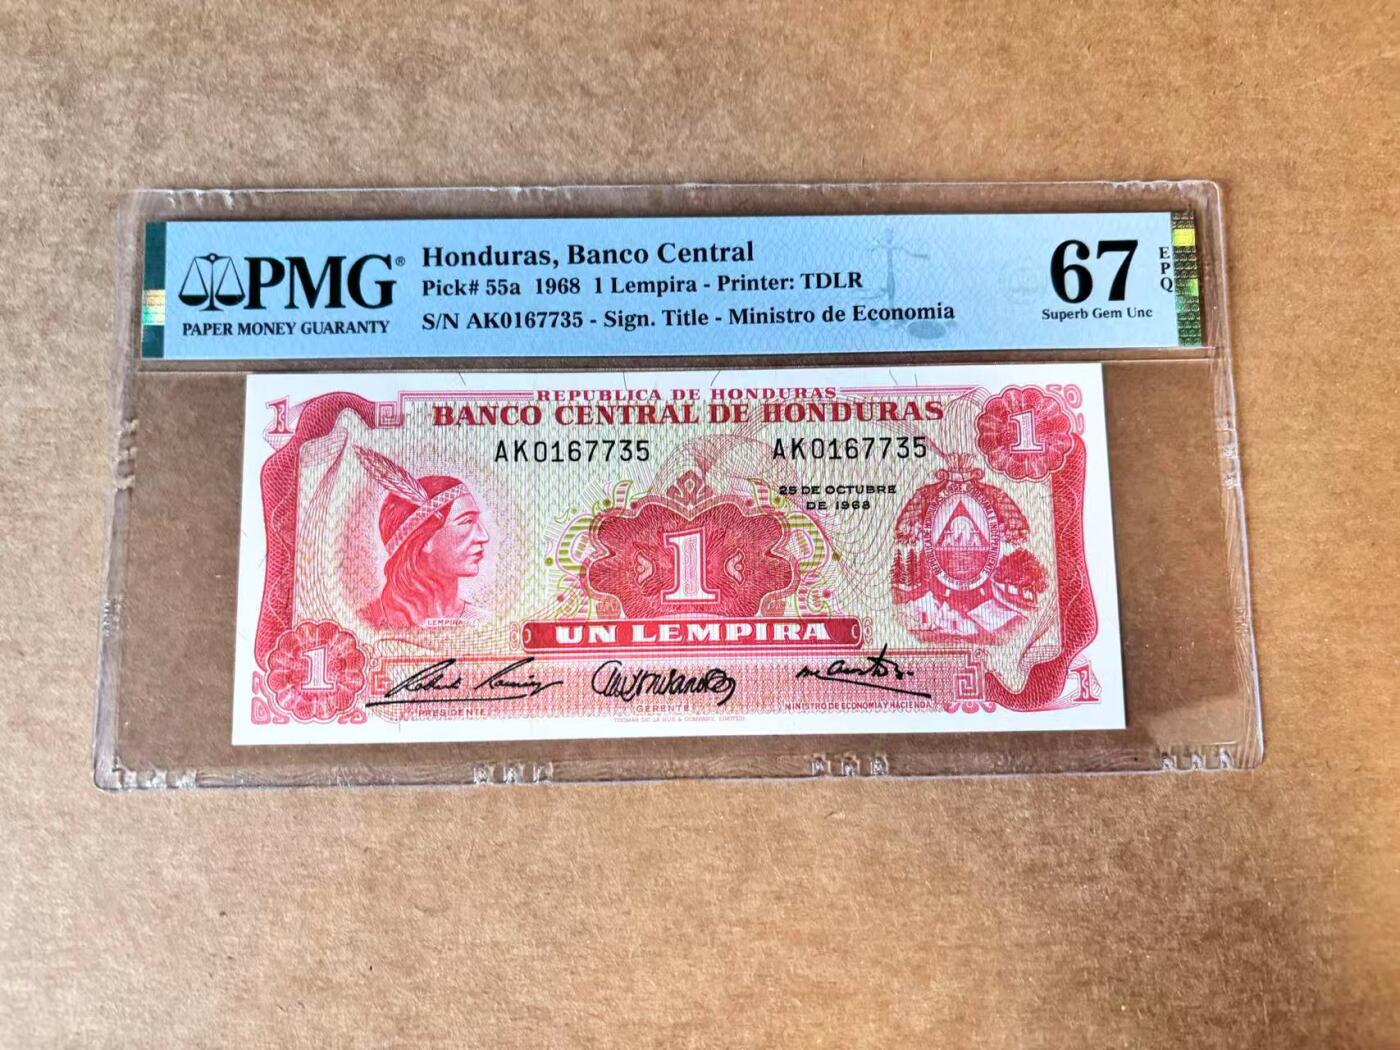 PMG®
PAPER MONEY GUARANTY
Honduras, Banco Central
Pick# 55a 1968 1 Lempira - Printer: TDLR
S/N AK0167735 - Sign. Title - Ministro de Economia
67
EPQ
Superb Gem Unc
REPUBLICA DE HONDURAS
BANCO CENTRAL DE HONDURAS
1
1
AK0167735
AK0167735
25 DE OCTUBRE
DE 1968
1
LEMPIRA
UN LEMPIRA
1
1
PRESIDENTE
GERENTE
MINISTRO DE ECONOMIA Y HACIENDA
THOMAS DE LA RUE & COMPANY, LIMITED